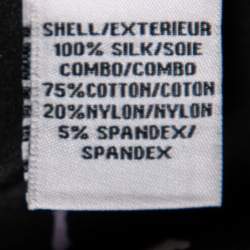 SHELL/EXTERIEUR
100% SILK/SOIE
COMBO/COMBO
75%COTTON/COTON
20%NYLON/NYLON
5% SPANDEX/
SPANDEX